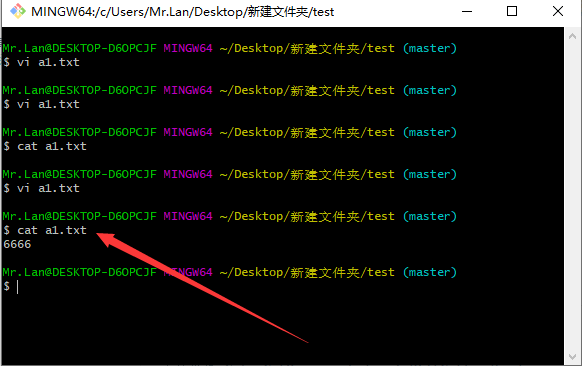 MINGW64:/c/Users/Mr.Lan/Desktop/新建文件夹/test
Mr.Lan@DESKTOP-D6OPCJF MINGW64 ~/Desktop/新建文件夹/test (master)
$ vi a1.txt
Mr.Lan@DESKTOP-D6OPCJF MINGW64 ~/Desktop/新建文件夹/test (master)
$ vi a1.txt
Mr.Lan@DESKTOP-D6OPCJF MINGW64 ~/Desktop/新建文件夹/test (master)
$ cat a1.txt
Mr.Lan@DESKTOP-D6OPCJF MINGW64 ~/Desktop/新建文件夹/test (master)
$ vi a1.txt
Mr.Lan@DESKTOP-D6OPCJF MINGW64 ~/Desktop/新建文件夹/test (master)
$ cat a1.txt
6666
Mr.Lan@DESKTOP-D6OPCJF MINGW64 ~/Desktop/新建文件夹/test (master)
$